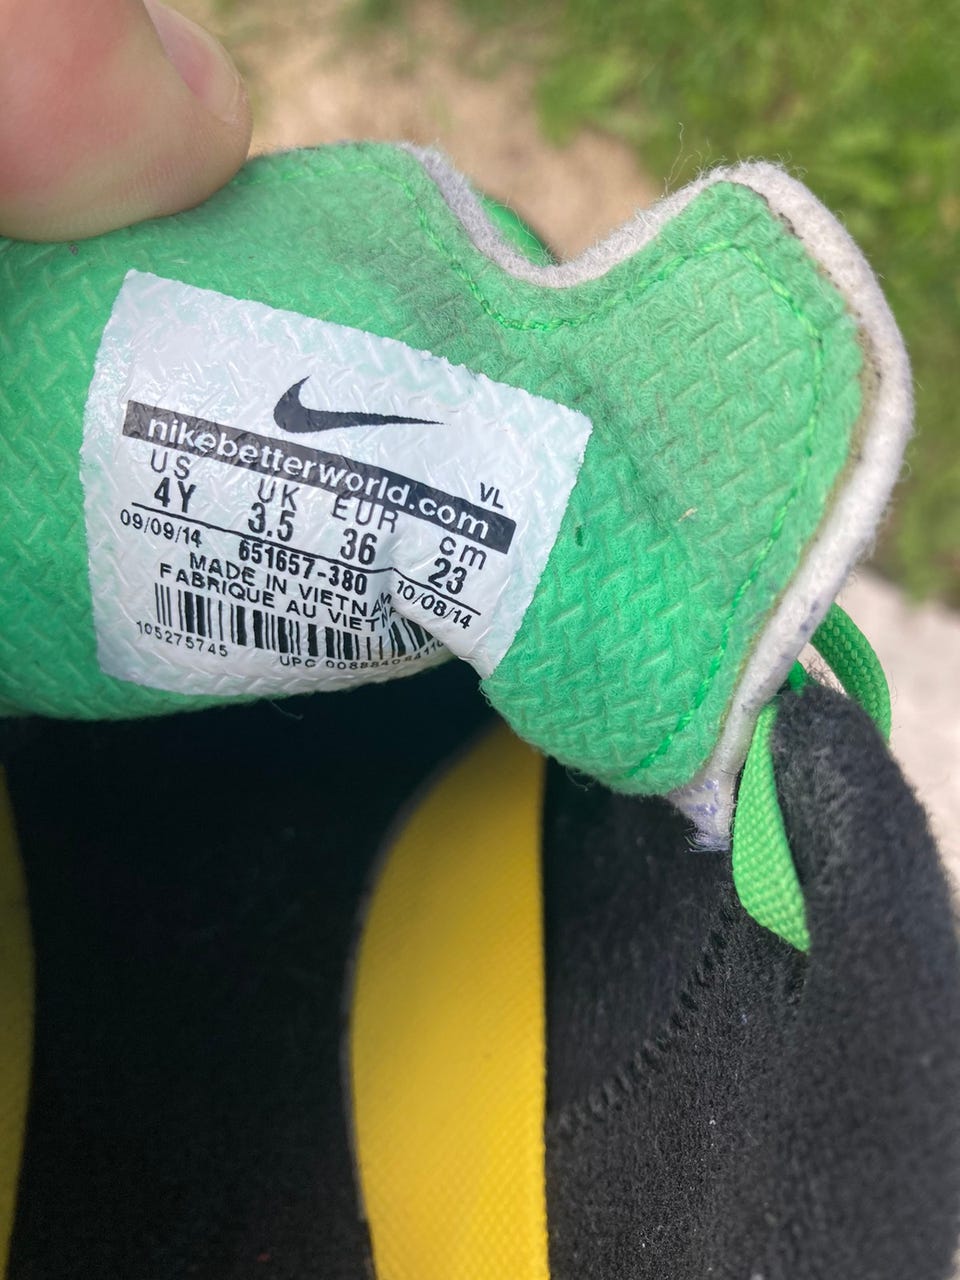 nikebetterworld.com
VL
US UK EUR cm
4Y 3.5 36 23
09/09/14 651657-380 10/08/14
MADE IN VIETNAM
FABRIQUE AU
105275745 UPC